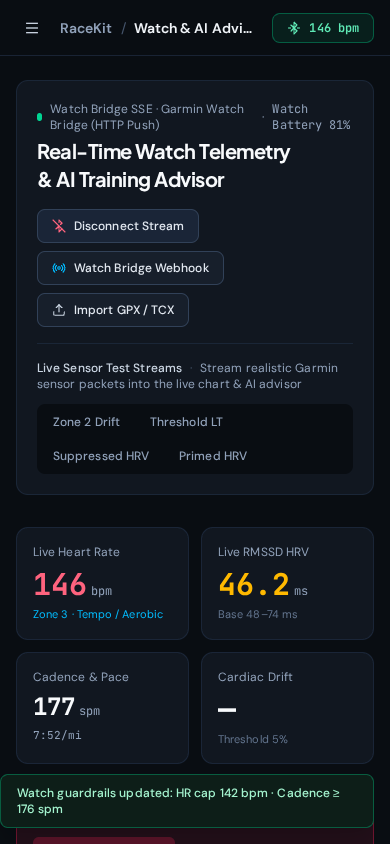 RaceKit / Watch & AI Advi... 146 bpm
Watch Bridge SSE · Garmin Watch
Bridge (HTTP Push)
· Watch
Battery 81%
Real-Time Watch Telemetry
& AI Training Advisor
Disconnect Stream
Watch Bridge Webhook
Import GPX / TCX
Live Sensor Test Streams · Stream realistic Garmin
sensor packets into the live chart & AI advisor
Zone 2 Drift Threshold LT
Suppressed HRV Primed HRV
Live Heart Rate
146 bpm
Zone 3 · Tempo / Aerobic
Live RMSSD HRV
46.2 ms
Base 48–74 ms
Cadence & Pace
177 spm
7:52/mi
Cardiac Drift
—
Threshold 5%
Watch guardrails updated: HR cap 142 bpm · Cadence ≥
176 spm